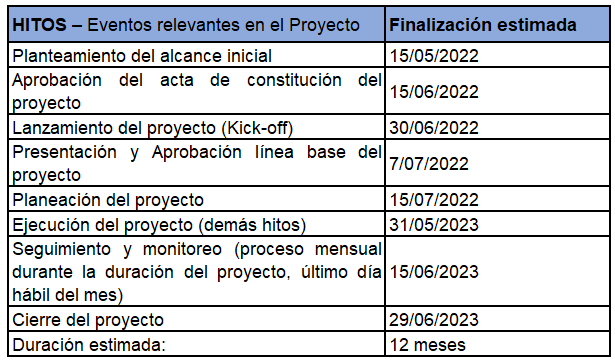 HITOS – Eventos relevantes en el Proyecto Finalización estimada
Planteamiento del alcance inicial 15/05/2022
Aprobación del acta de constitución del
proyecto 15/06/2022
Lanzamiento del proyecto (Kick-off) 30/06/2022
Presentación y Aprobación línea base del
proyecto 7/07/2022
Planeación del proyecto 15/07/2022
Ejecución del proyecto (demás hitos) 31/05/2023
Seguimiento y monitoreo (proceso mensual
durante la duración del proyecto, último día
hábil del mes) 15/06/2023
Cierre del proyecto 29/06/2023
Duración estimada: 12 meses